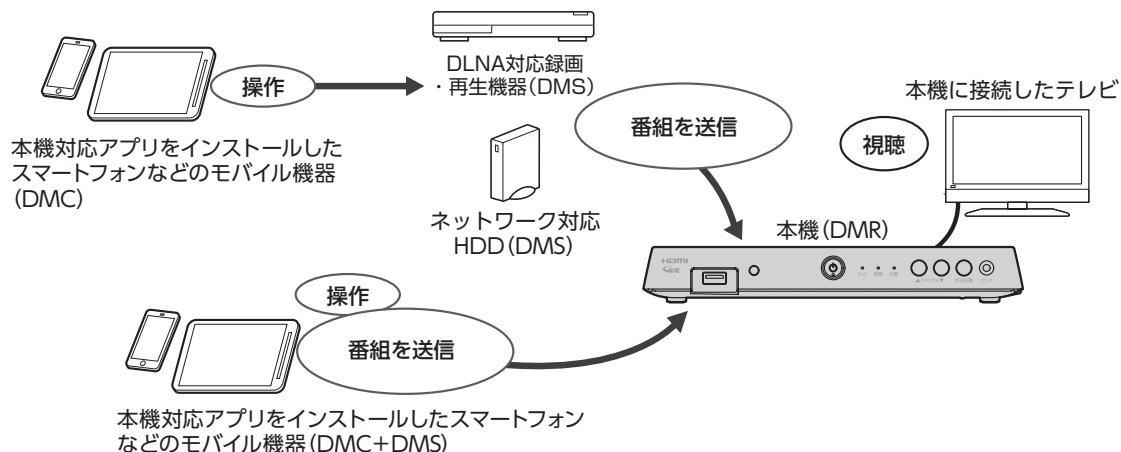 DLNA対応録画
・再生機器(DMS)
操作
本機対応アプリをインストールした
スマートフォンなどのモバイル機器
(DMC)
番組を送信
本機に接続したテレビ
視聴
ネットワーク対応
HDD(DMS)
本機(DMR)
HDMI
操作
番組を送信
本機対応アプリをインストールしたスマートフォン
などのモバイル機器(DMC+DMS)